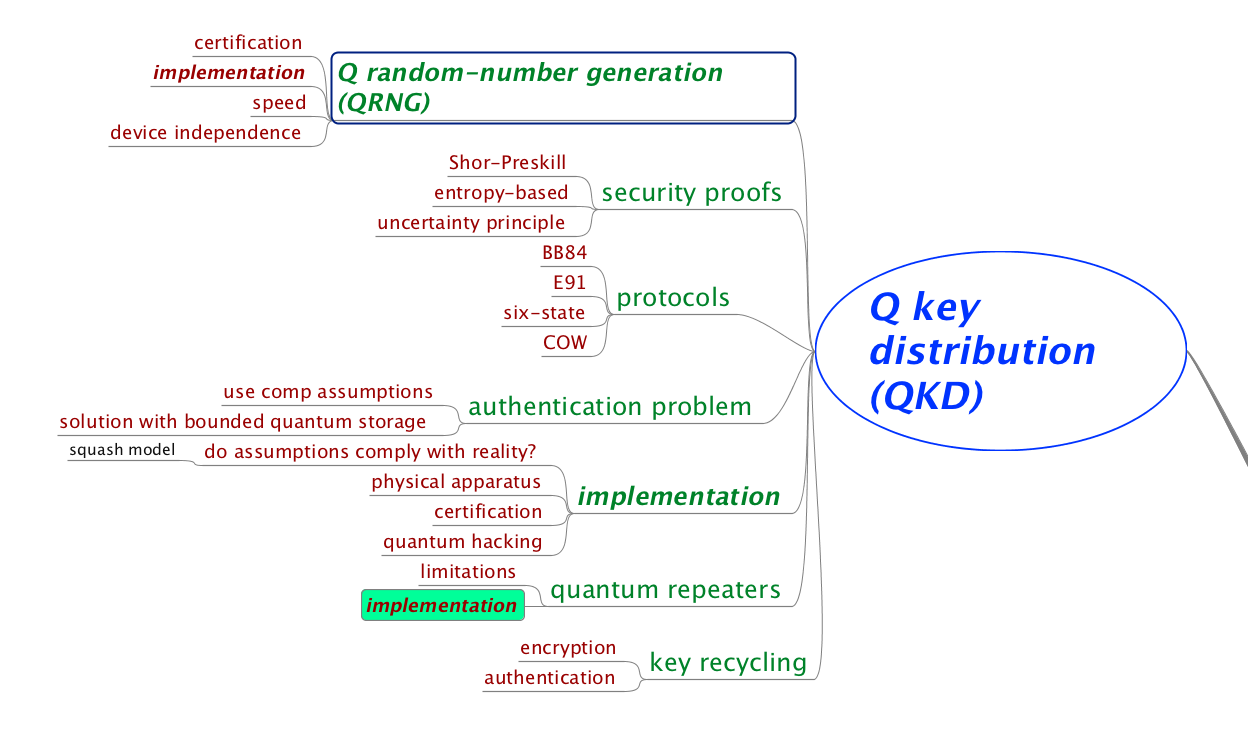 certification
implementation
speed
device independence
Q random-number generation
(QRNG)
Shor-Preskill
entropy-based
uncertainty principle
security proofs
BB84
E91
six-state
COW
protocols
Q key
distribution
(QKD)
use comp assumptions
solution with bounded quantum storage
authentication problem
squash model
do assumptions comply with reality?
physical apparatus
certification
quantum hacking
implementation
limitations
implementation
quantum repeaters
encryption
authentication
key recycling